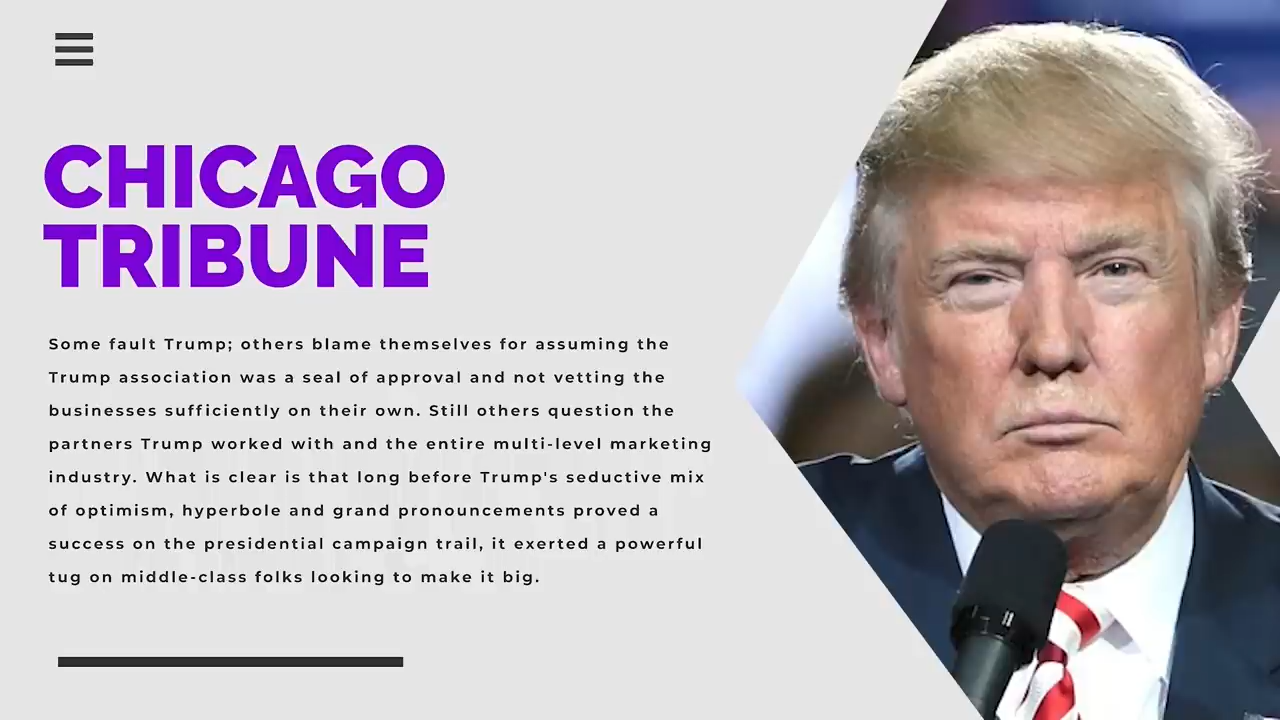 CHICAGO
TRIBUNE
Some fault Trump; others blame themselves for assuming the
Trump association was a seal of approval and not vetting the
businesses sufficiently on their own. Still others question the
partners Trump worked with and the entire multi-level marketing
industry. What is clear is that long before Trump's seductive mix
of optimism, hyperbole and grand pronouncements proved a
success on the presidential campaign trail, it exerted a powerful
tug on middle-class folks looking to make it big.